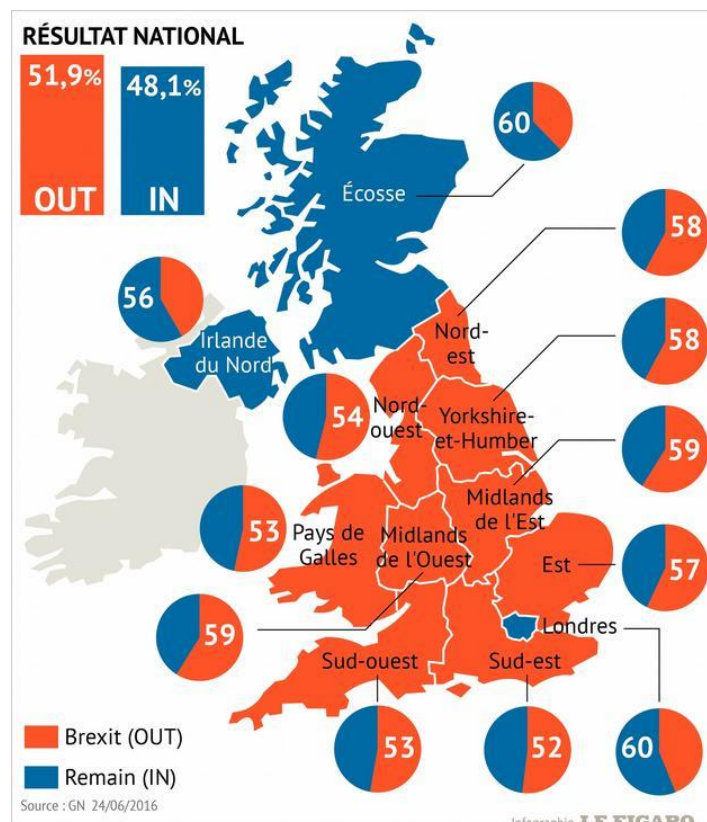 RÉSULTAT NATIONAL
51,9%
OUT
48,1%
IN
60
Écosse
58
56
Irlande
du Nord
Nord-
est
58
54
Nord-
ouest
Yorkshire-
et-Humber
59
Midlands
de l'Est
53
Pays de
Galles
Midlands
de l'Ouest
Est
57
59
Londres
Sud-ouest
Sud-est
53
52
60
Brexit (OUT)
Remain (IN)
Source : GN 24/06/2016
Infographie LE FIGARO